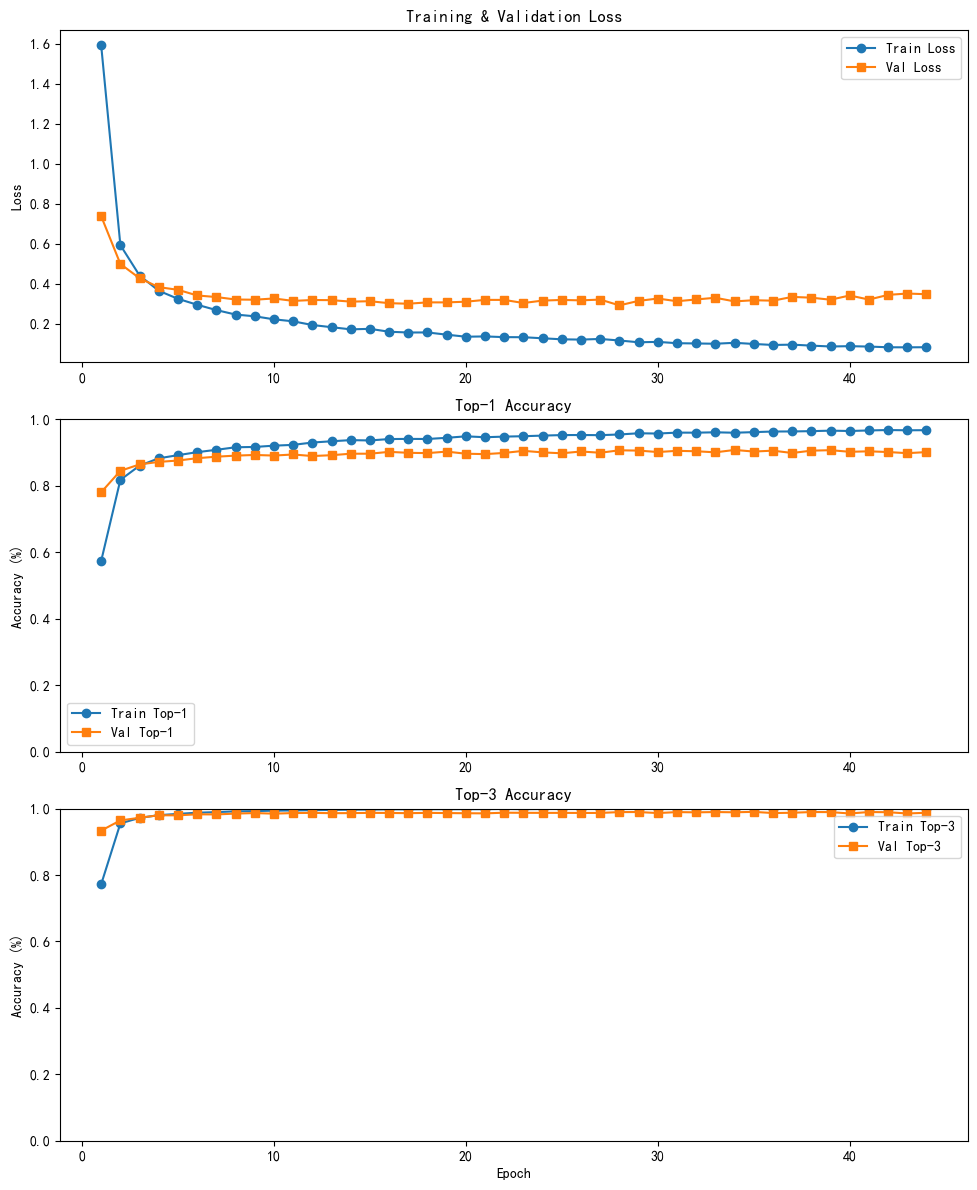 Training & Validation Loss
Loss
1.6
1.4
1.2
1.0
0.8
0.6
0.4
0.2
Train Loss
Val Loss
0 10 20 30 40
Top-1 Accuracy
Accuracy (%)
1.0
0.8
0.6
0.4
0.2
0.0
Train Top-1
Val Top-1
0 10 20 30 40
Top-3 Accuracy
Accuracy (%)
1.0
0.8
0.6
0.4
0.2
0.0
Train Top-3
Val Top-3
0 10 20 30 40
Epoch